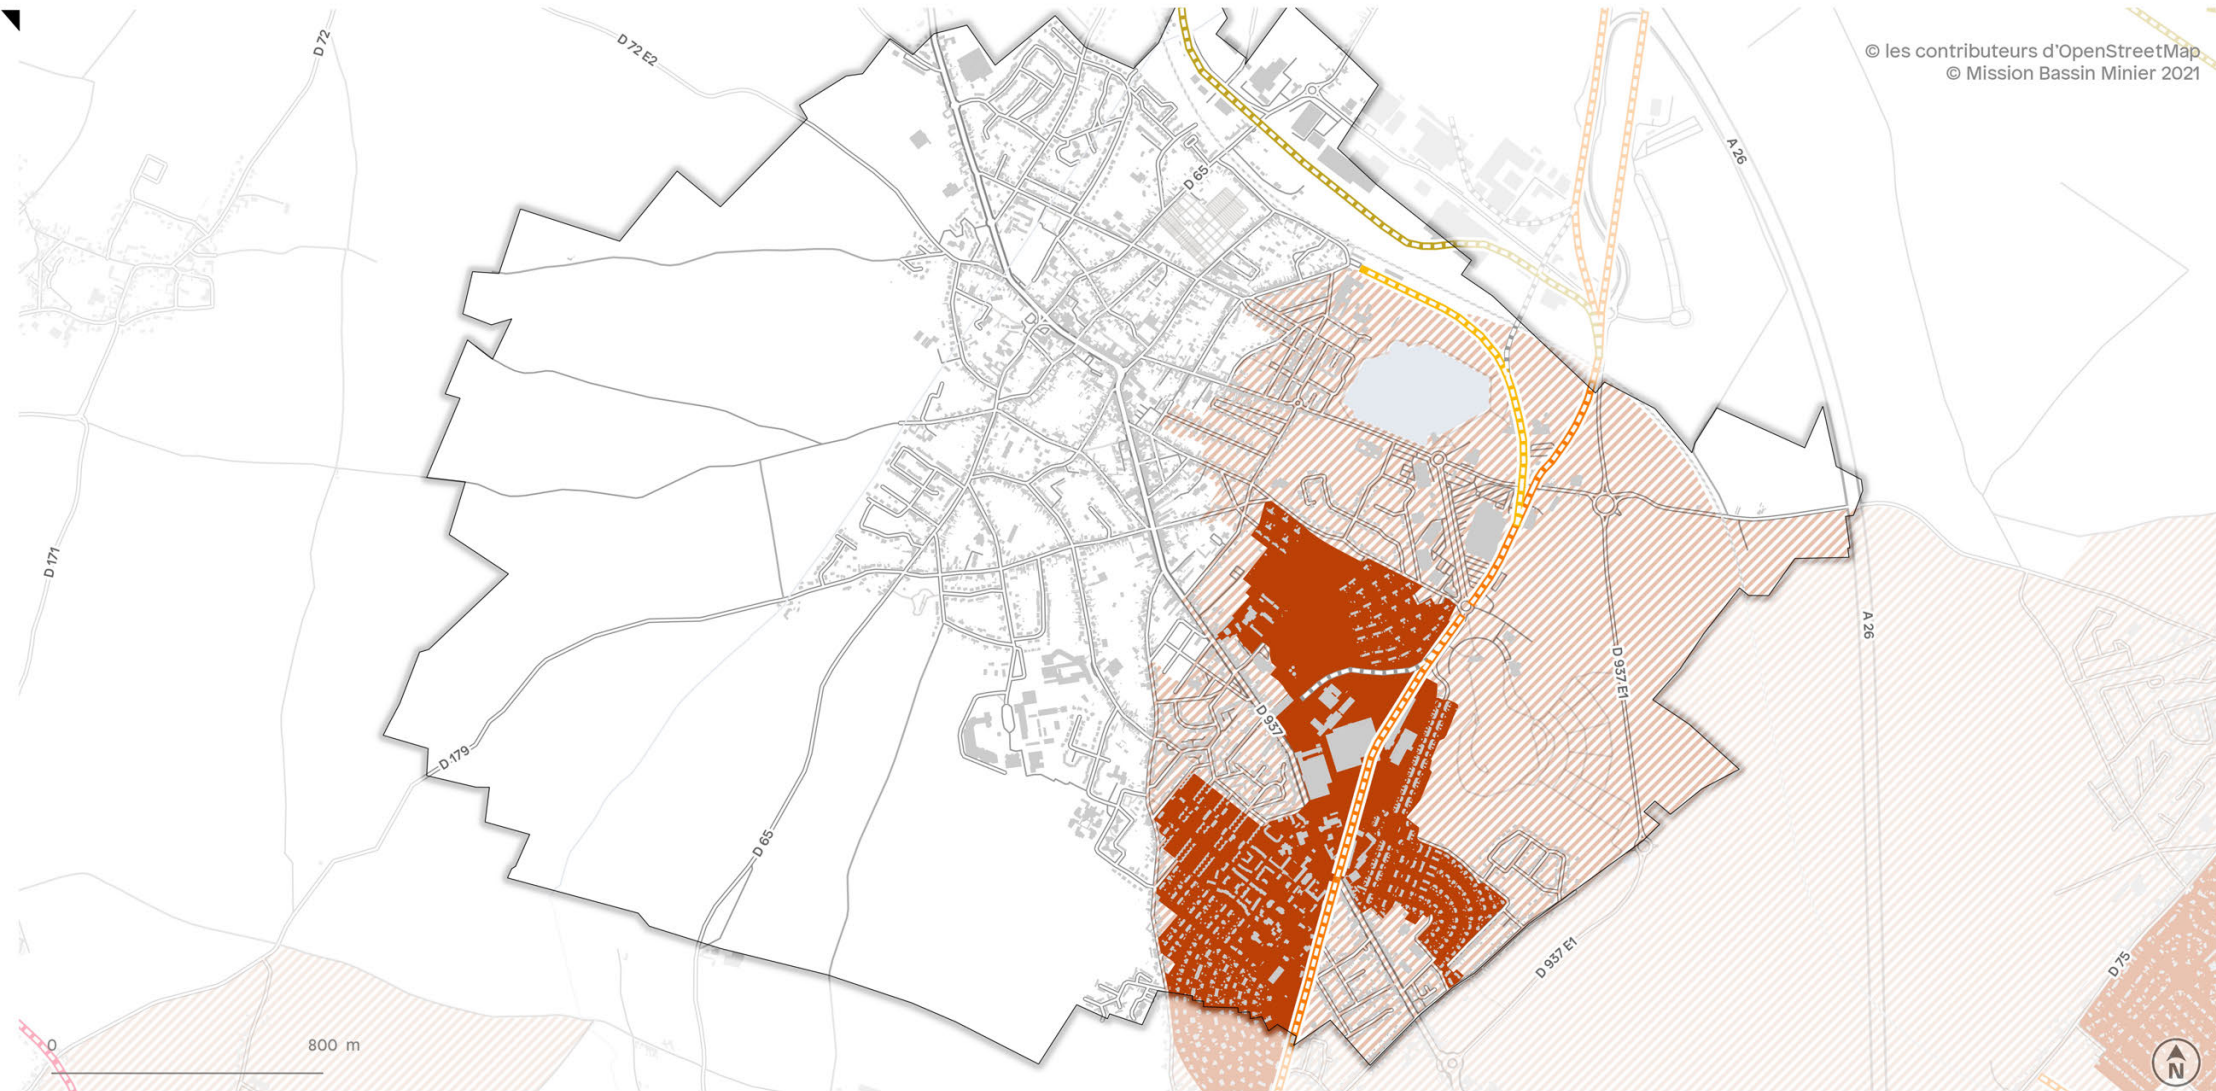 D 72
D 72 E2
© les contributeurs d'OpenStreetMap
© Mission Bassin Minier 2021
A 26
D 65
D 171
A 26
D 937 E1
D 937
D 179
D 65
D 937 E1
D 75
0 800 m
N